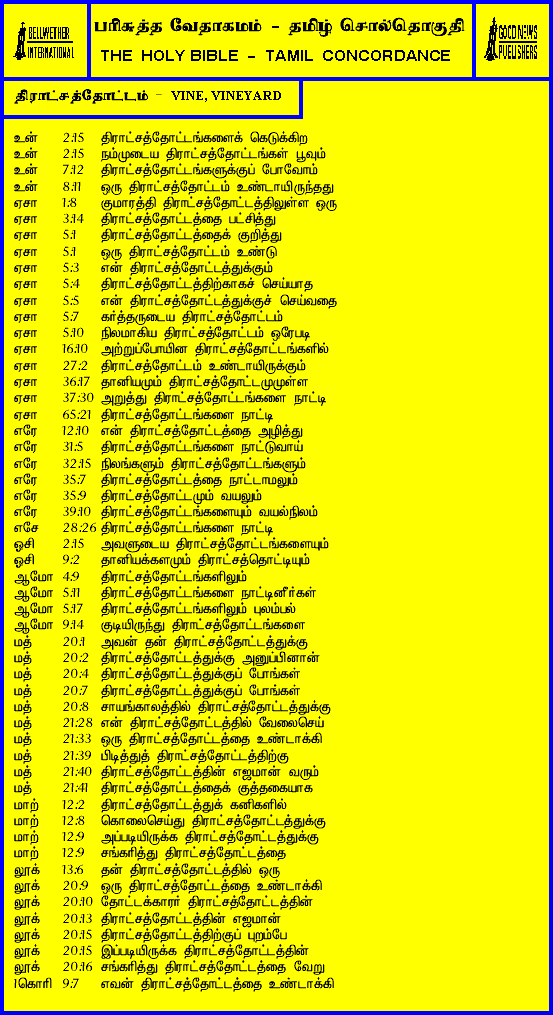 BELLWETHER INTERNATIONAL
பரிசுத்த வேதாகமம் - தமிழ் சொல்தொகுதி
THE HOLY BIBLE - TAMIL CONCORDANCE
GOOD NEWS PUBLISHERS
திராட்சத்தோட்டம் - VINE, VINEYARD
உன் 2:15 திராட்சத்தோட்டங்களைக் கெடுக்கிற
உன் 2:15 நம்முடைய திராட்சத்தோட்டங்கள் பூவும்
உன் 7:12 திராட்சத்தோட்டங்களுக்குப் போவோம்
உன் 8:11 ஒரு திராட்சத்தோட்டம் உண்டாயிருந்தது
ஏசா 1:8 குமாரத்தி திராட்சத்தோட்டத்திலுள்ள ஒரு
ஏசா 3:14 திராட்சத்தோட்டத்தை பட்சித்து
ஏசா 5:1 திராட்சத்தோட்டத்தைக் குறித்து
ஏசா 5:1 ஒரு திராட்சத்தோட்டம் உண்டு
ஏசா 5:3 என் திராட்சத்தோட்டத்துக்கும்
ஏசா 5:4 திராட்சத்தோட்டத்திற்காகச் செய்யாத
ஏசா 5:5 என் திராட்சத்தோட்டத்துக்குச் செய்வதை
ஏசா 5:7 கர்த்தருடைய திராட்சத்தோட்டம்
ஏசா 5:10 நிலமாகிய திராட்சத்தோட்டம் ஒரேபடி
ஏசா 16:10 அற்றுப்போயின திராட்சத்தோட்டங்களில்
ஏசா 27:2 திராட்சத்தோட்டம் உண்டாயிருக்கும்
ஏசா 36:17 தானியமும் திராட்சத்தோட்டமுமுள்ள
ஏசா 37:30 அறுத்து திராட்சத்தோட்டங்களை நாட்டி
ஏசா 65:21 திராட்சத்தோட்டங்களை நாட்டி
எரே 12:10 என் திராட்சத்தோட்டத்தை அழித்து
எரே 31:5 திராட்சத்தோட்டங்களை நாட்டுவாய்
எரே 32:15 நிலங்களும் திராட்சத்தோட்டங்களும்
எரே 35:7 திராட்சத்தோட்டத்தை நாட்டாமலும்
எரே 35:9 திராட்சத்தோட்டமும் வயலும்
எரே 39:10 திராட்சத்தோட்டங்களையும் வயல்நிலம்
எசே 28:26 திராட்சத்தோட்டங்களை நாட்டி
ஓசி 2:15 அவளுடைய திராட்சத்தோட்டங்களையும்
ஓசி 9:2 தானியக்களமும் திராட்சத்தொட்டியும்
ஆமோ 4:9 திராட்சத்தோட்டங்களிலும்
ஆமோ 5:11 திராட்சத்தோட்டங்களை நாட்டினீர்கள்
ஆமோ 5:17 திராட்சத்தோட்டங்களிலும் புலம்பல்
ஆமோ 9:14 குடியிருந்து திராட்சத்தோட்டங்களை
மத் 20:1 அவன் தன் திராட்சத்தோட்டத்துக்கு
மத் 20:2 திராட்சத்தோட்டத்துக்கு அனுப்பினான்
மத் 20:4 திராட்சத்தோட்டத்துக்குப் போங்கள்
மத் 20:7 திராட்சத்தோட்டத்துக்குப் போங்கள்
மத் 20:8 சாயங்காலத்தில் திராட்சத்தோட்டத்துக்கு
மத் 21:28 என் திராட்சத்தோட்டத்தில் வேலைசெய்
மத் 21:33 ஒரு திராட்சத்தோட்டத்தை உண்டாக்கி
மத் 21:39 பிடித்துத் திராட்சத்தோட்டத்திற்கு
மத் 21:40 திராட்சத்தோட்டத்தின் எஜமான் வரும்
மத் 21:41 திராட்சத்தோட்டத்தைக் குத்தகையாக
மாற் 12:2 திராட்சத்தோட்டத்துக் கனிகளில்
மாற் 12:8 கொலைசெய்து திராட்சத்தோட்டத்துக்கு
மாற் 12:9 அப்படியிருக்க திராட்சத்தோட்டத்துக்கு
மாற் 12:9 சங்கரித்து திராட்சத்தோட்டத்தை
லூக் 13:6 தன் திராட்சத்தோட்டத்தில் ஒரு
லூக் 20:9 ஒரு திராட்சத்தோட்டத்தை உண்டாக்கி
லூக் 20:10 தோட்டக்காரர் திராட்சத்தோட்டத்தின்
லூக் 20:13 திராட்சத்தோட்டத்தின் எஜமான்
லூக் 20:15 திராட்சத்தோட்டத்திற்குப் புறம்பே
லூக் 20:15 இப்படியிருக்க திராட்சத்தோட்டத்தின்
லூக் 20:16 சங்கரித்து திராட்சத்தோட்டத்தை வேறு
1கொரி 9:7 எவன் திராட்சத்தோட்டத்தை உண்டாக்கி